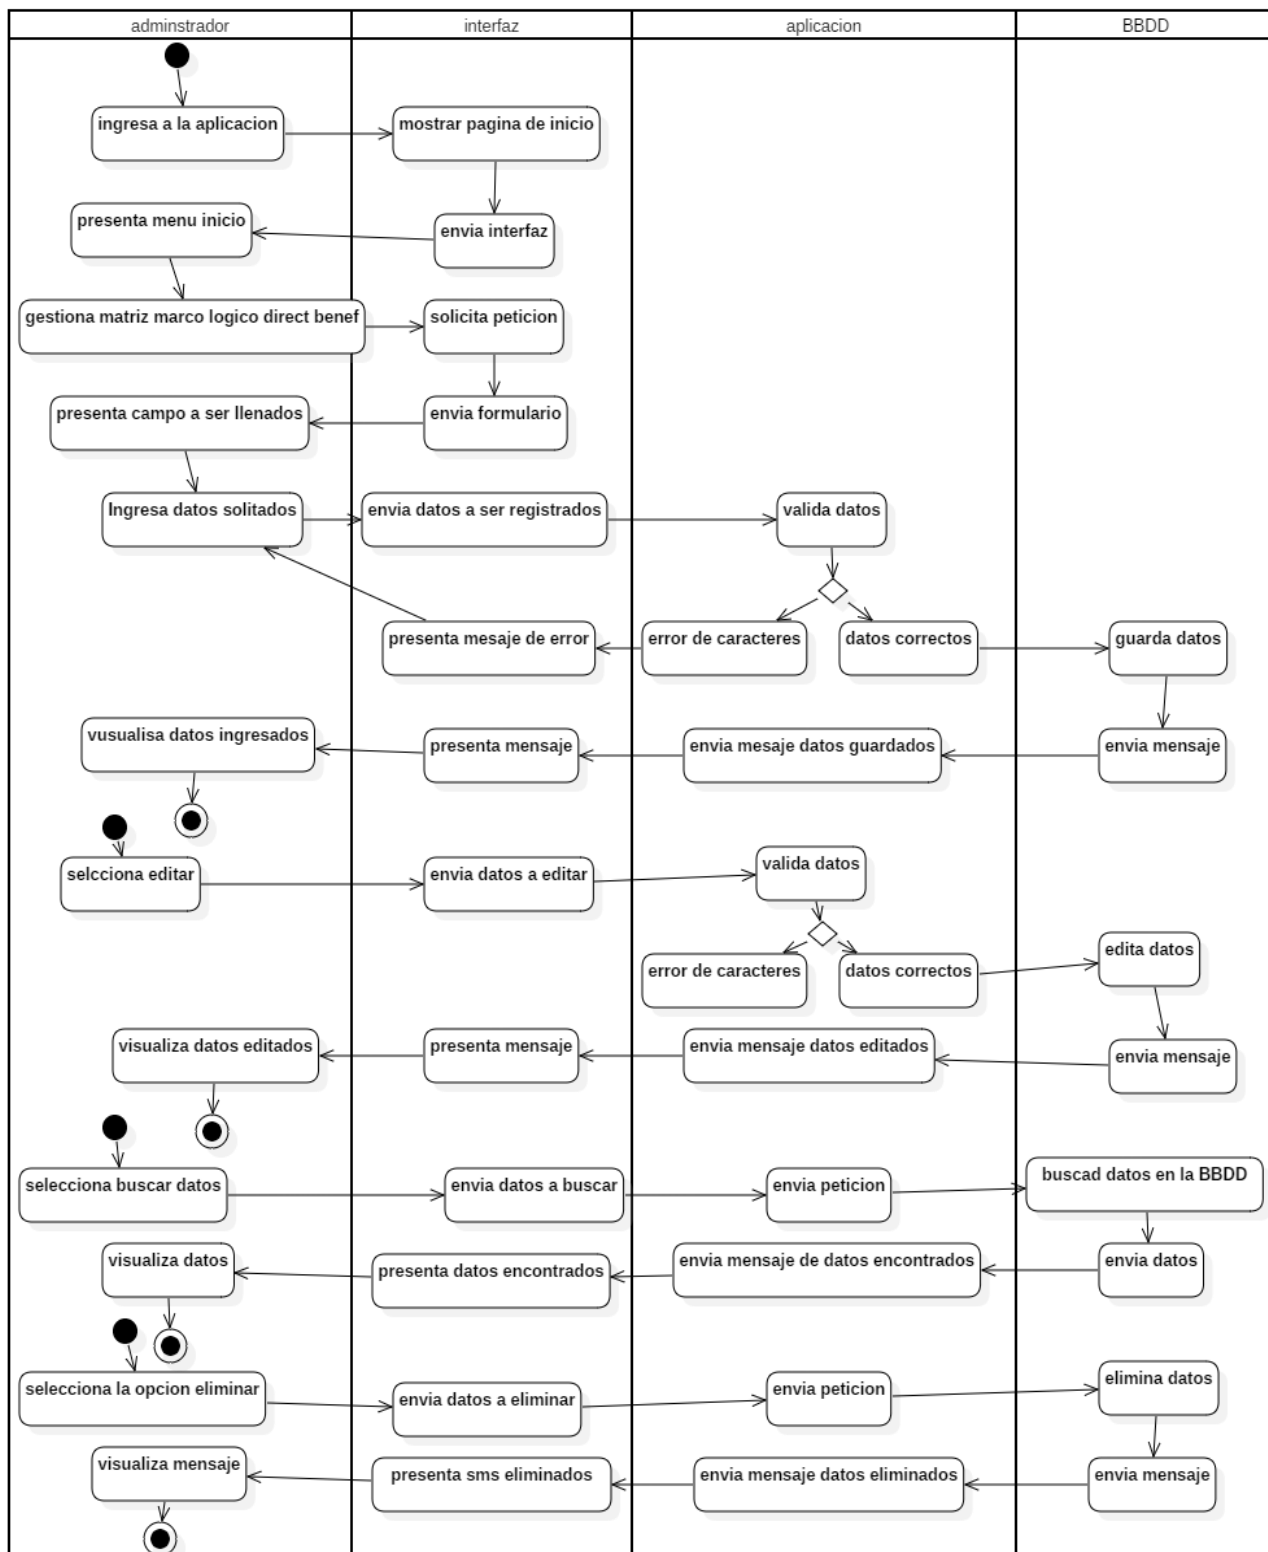 adminstrador
interfaz
aplicacion
BBDD
ingresa a la aplicacion
mostrar pagina de inicio
presenta menu inicio
envia interfaz
gestiona matriz marco logico direct benef
solicita peticion
presenta campo a ser llenados
envia formulario
Ingresa datos solitados
envia datos a ser registrados
valida datos
presenta mesaje de error
error de caracteres
datos correctos
guarda datos
vusualisa datos ingresados
presenta mensaje
envia mesaje datos guardados
envia mensaje
selcciona editar
envia datos a editar
valida datos
error de caracteres
datos correctos
edita datos
visualiza datos editados
presenta mensaje
envia mensaje datos editados
envia mensaje
selecciona buscar datos
envia datos a buscar
envia peticion
buscad datos en la BBDD
visualiza datos
presenta datos encontrados
envia mensaje de datos encontrados
envia datos
selecciona la opcion eliminar
envia datos a eliminar
envia peticion
elimina datos
visualiza mensaje
presenta sms eliminados
envia mensaje datos eliminados
envia mensaje